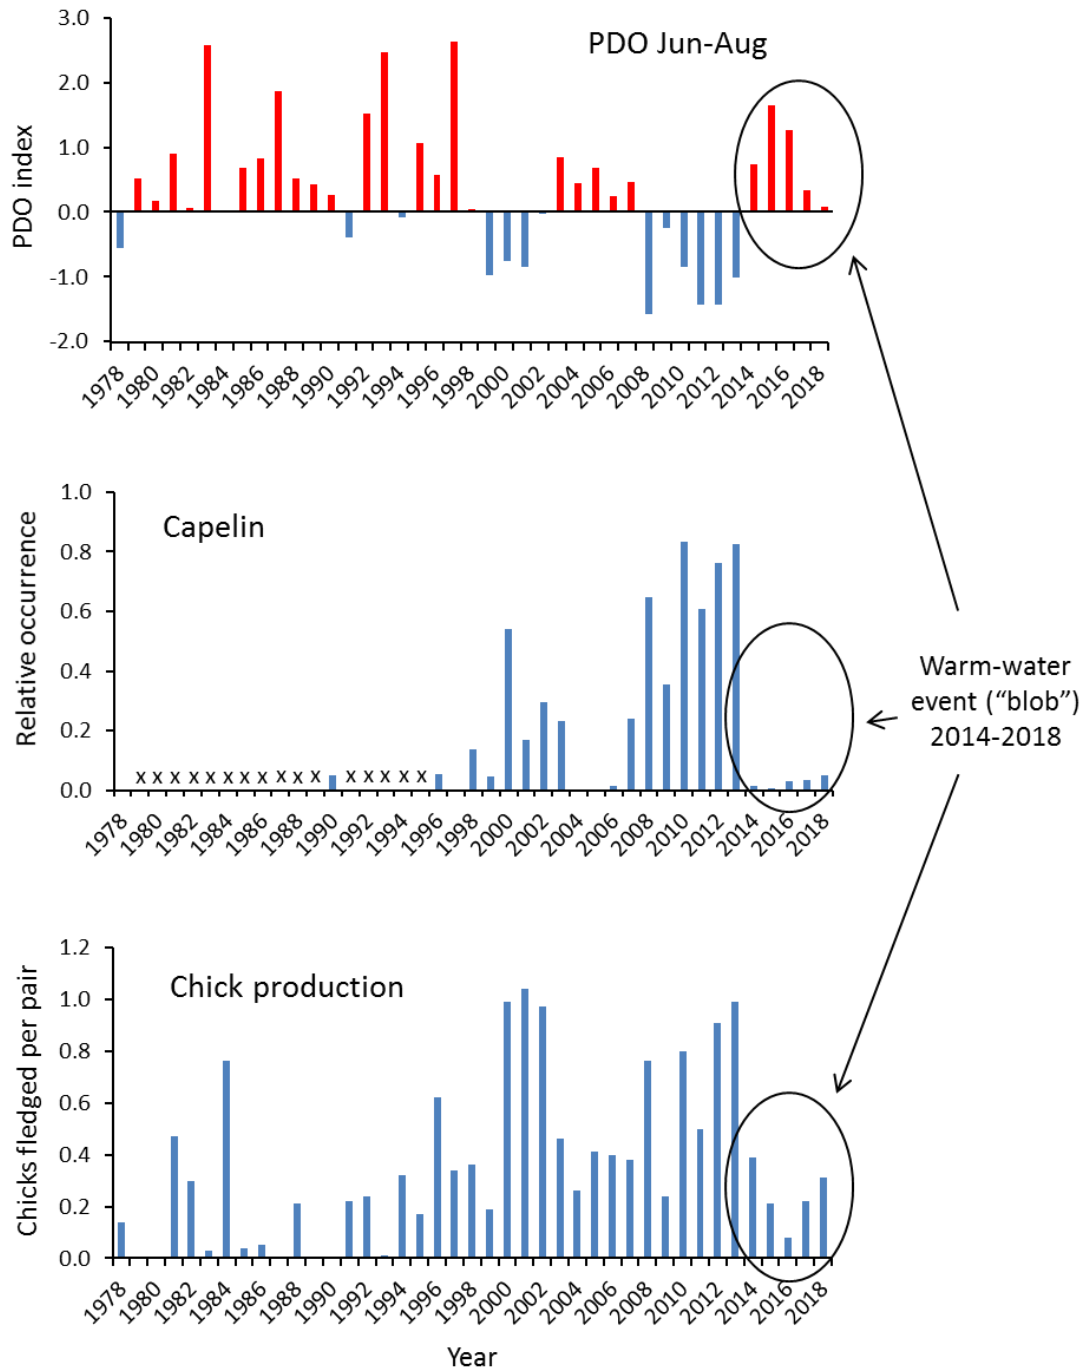 PDO Jun-Aug
PDO index
3.0
2.0
1.0
0.0
-1.0
-2.0
1978 1980 1982 1984 1986 1988 1990 1992 1994 1996 1998 2000 2002 2004 2006 2008 2010 2012 2014 2016 2018
Capelin
Relative occurrence
1.0
0.8
0.6
0.4
0.2
0.0
x x x x x x x x x x x x x x x x
1978 1980 1982 1984 1986 1988 1990 1992 1994 1996 1998 2000 2002 2004 2006 2008 2010 2012 2014 2016 2018
Warm-water
event (“blob”)
2014-2018
Chick production
Chicks fledged per pair
1.2
1.0
0.8
0.6
0.4
0.2
0.0
1978 1980 1982 1984 1986 1988 1990 1992 1994 1996 1998 2000 2002 2004 2006 2008 2010 2012 2014 2016 2018
Year